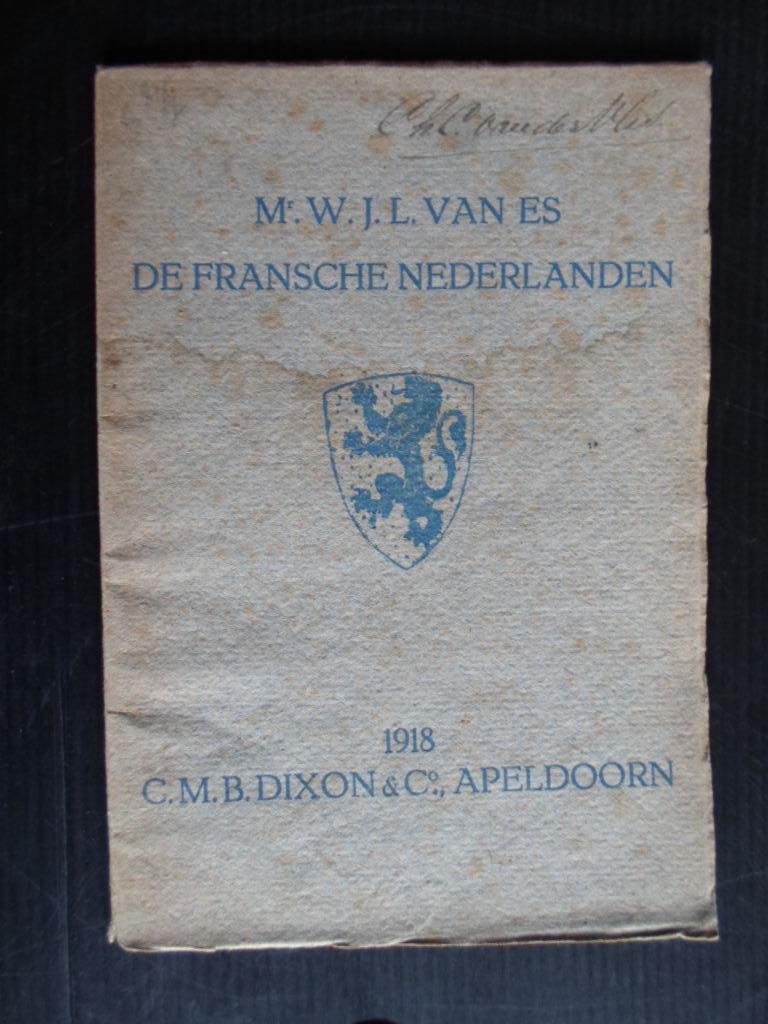 Mr. W. J. L. VAN ES
DE FRANSCHE NEDERLANDEN
1918
C. M. B. DIXON & Co., APELDOORN